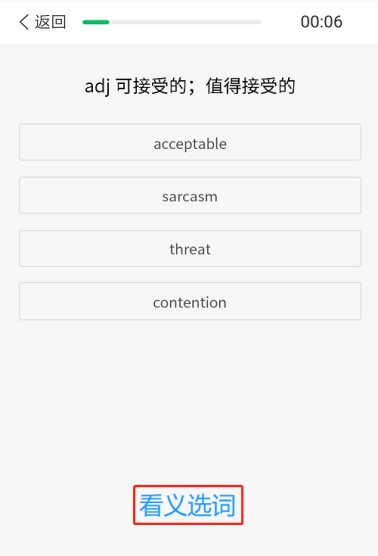 返回 00:06
adj 可接受的；值得接受的
acceptable
sarcasm
threat
contention
看义选词